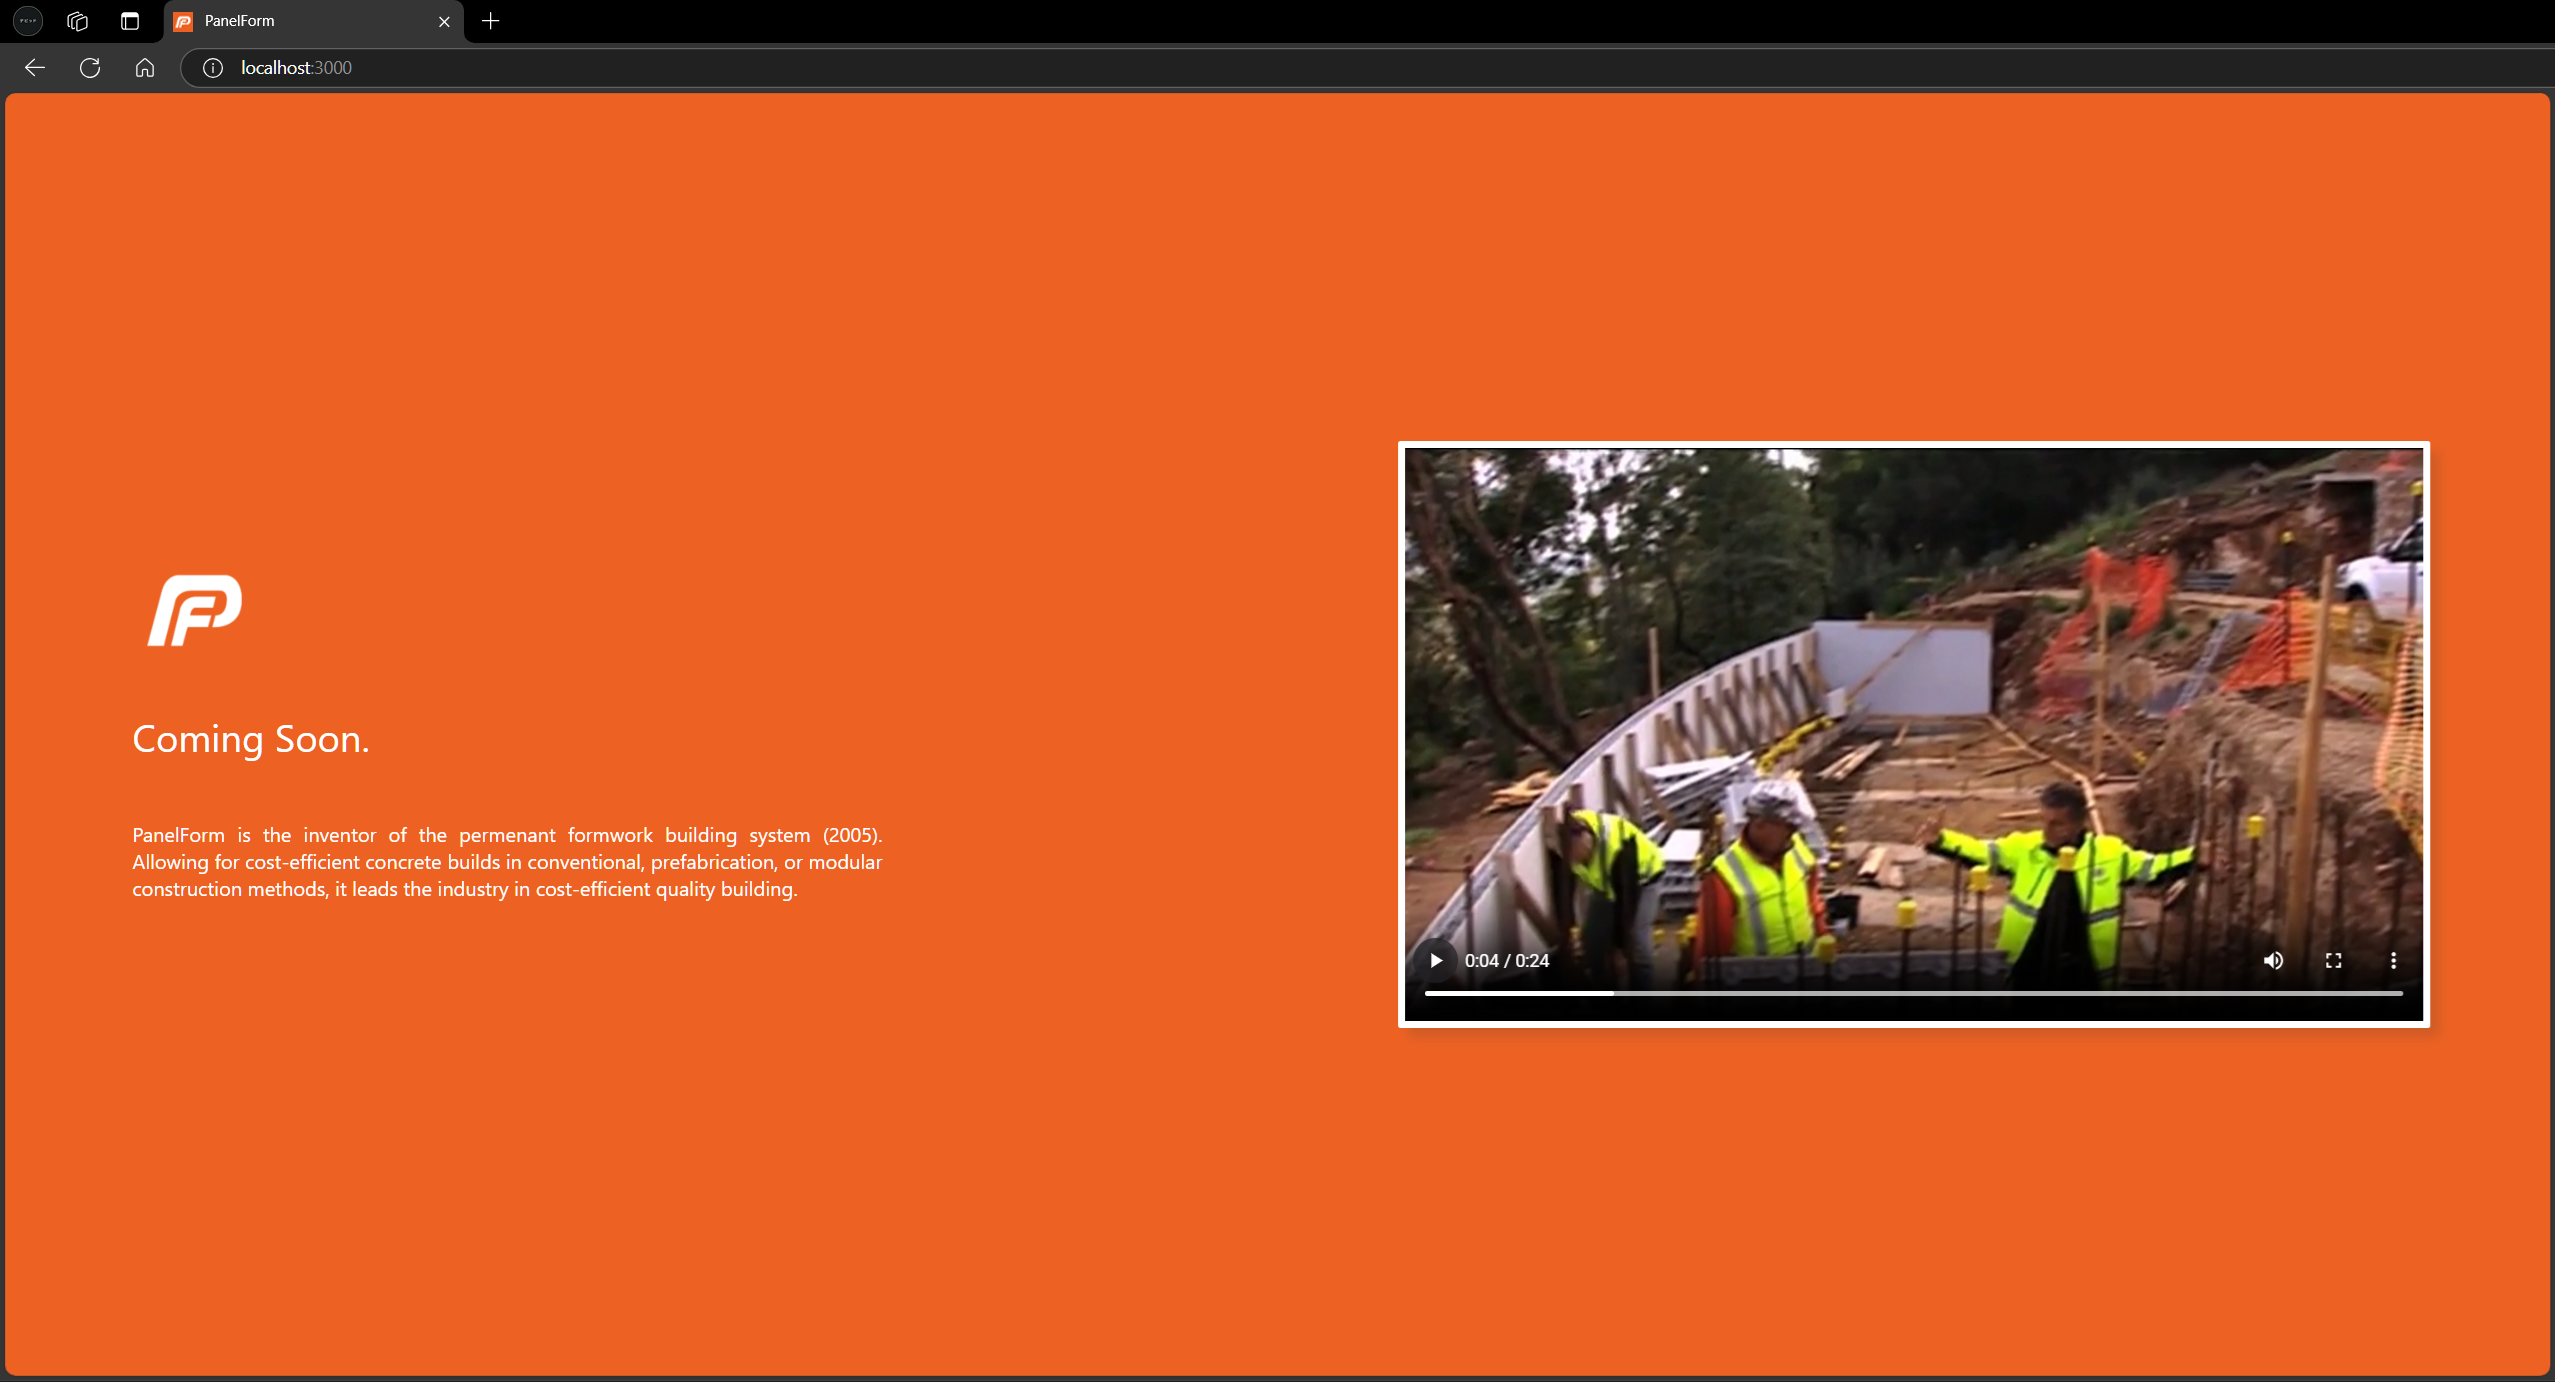 PanelForm
localhost:3000
Coming Soon.
PanelForm is the inventor of the permenant formwork building system (2005).
Allowing for cost-efficient concrete builds in conventional, prefabrication, or modular
construction methods, it leads the industry in cost-efficient quality building.
0:04 / 0:24